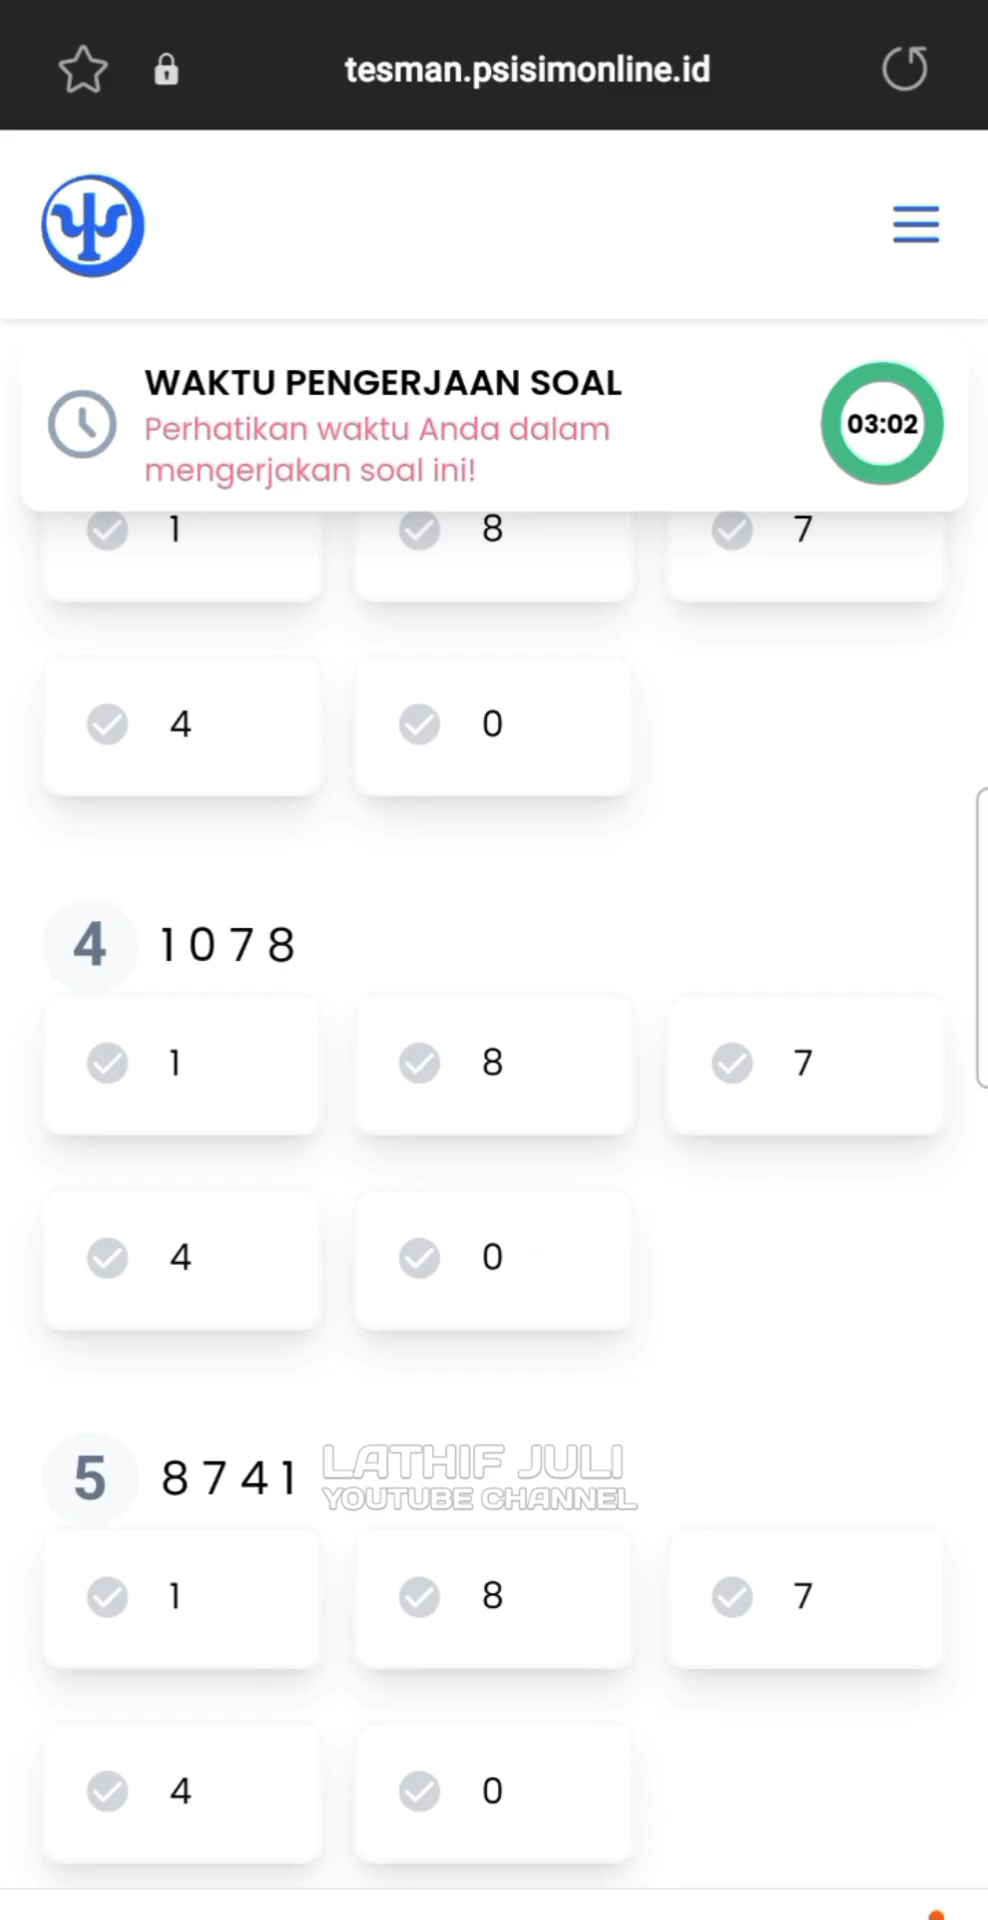 tesman.psisimonline.id
WAKTU PENGERJAAN SOAL
Perhatikan waktu Anda dalam
mengerjakan soal ini!
03:02
1 8 7
4 0
4 1 0 7 8
1 8 7
4 0
5 8 7 4 1
LATHIF JULI
YOUTUBE CHANNEL
1 8 7
4 0